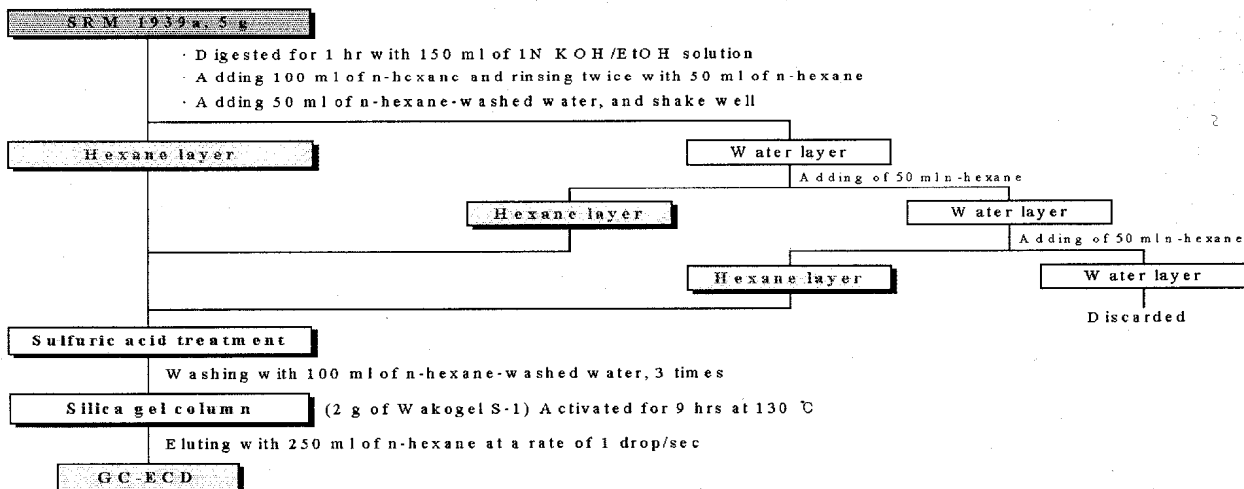 SRM 1939a, 5 g
· Digested for 1 hr with 150 ml of 1N KOH/EtOH solution
· Adding 100 ml of n-hexane and rinsing twice with 50 ml of n-hexane
· Adding 50 ml of n-hexane-washed water, and shake well
Hexane layer
Water layer
Adding of 50 ml n-hexane
Hexane layer
Water layer
Adding of 50 ml n-hexane
Hexane layer
Water layer
Discarded
Sulfuric acid treatment
Washing with 100 ml of n-hexane-washed water, 3 times
Silica gel column
(2 g of Wakogel S-1) Activated for 9 hrs at 130 ℃
Eluting with 250 ml of n-hexane at a rate of 1 drop/sec
GC-ECD